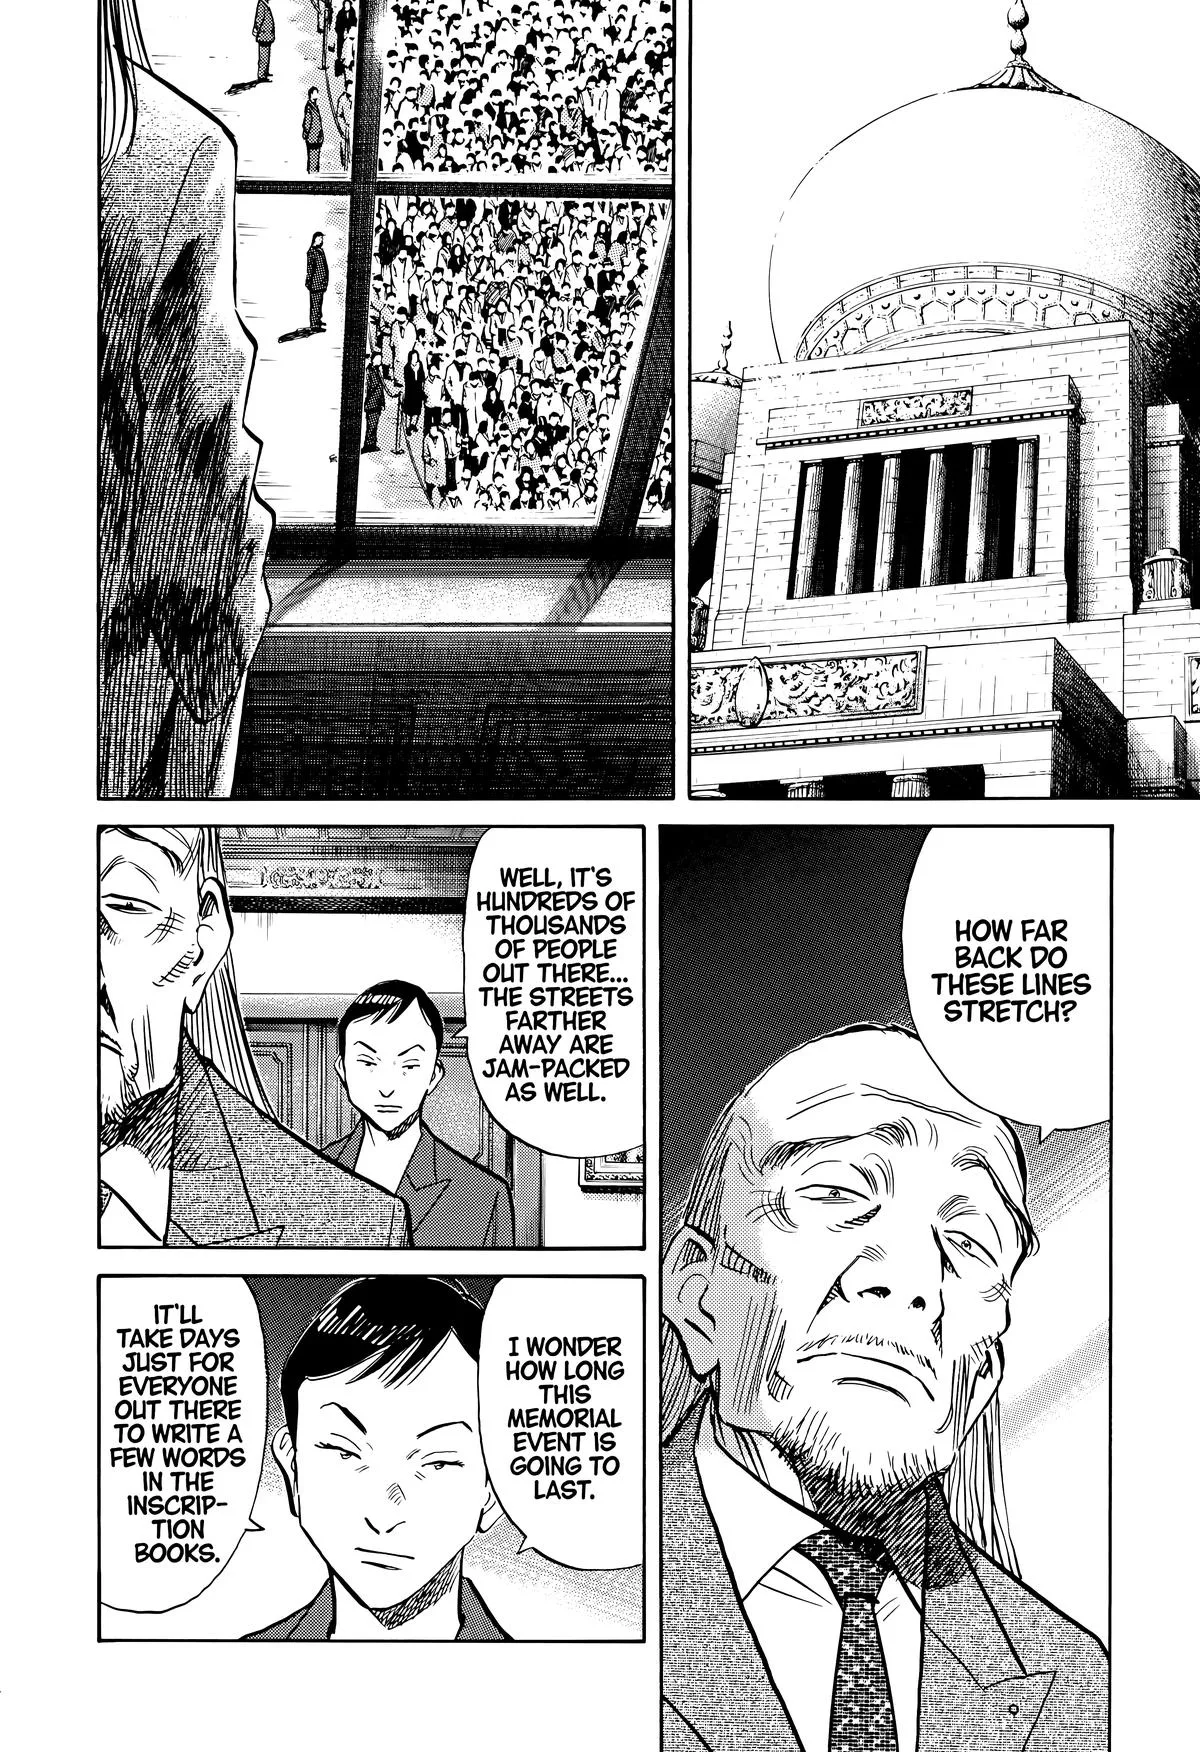 HOW FAR
BACK DO
THESE LINES
STRETCH?
WELL, IT'S
HUNDREDS OF
THOUSANDS
OF PEOPLE
OUT THERE...
THE STREETS
FARTHER
AWAY ARE
JAM-PACKED
AS WELL.
I WONDER
HOW LONG
THIS
MEMORIAL
EVENT IS
GOING TO
LAST.
IT'LL
TAKE DAYS
JUST FOR
EVERYONE
OUT THERE
TO WRITE A
FEW WORDS
IN THE
INSCRIP-
TION
BOOKS.